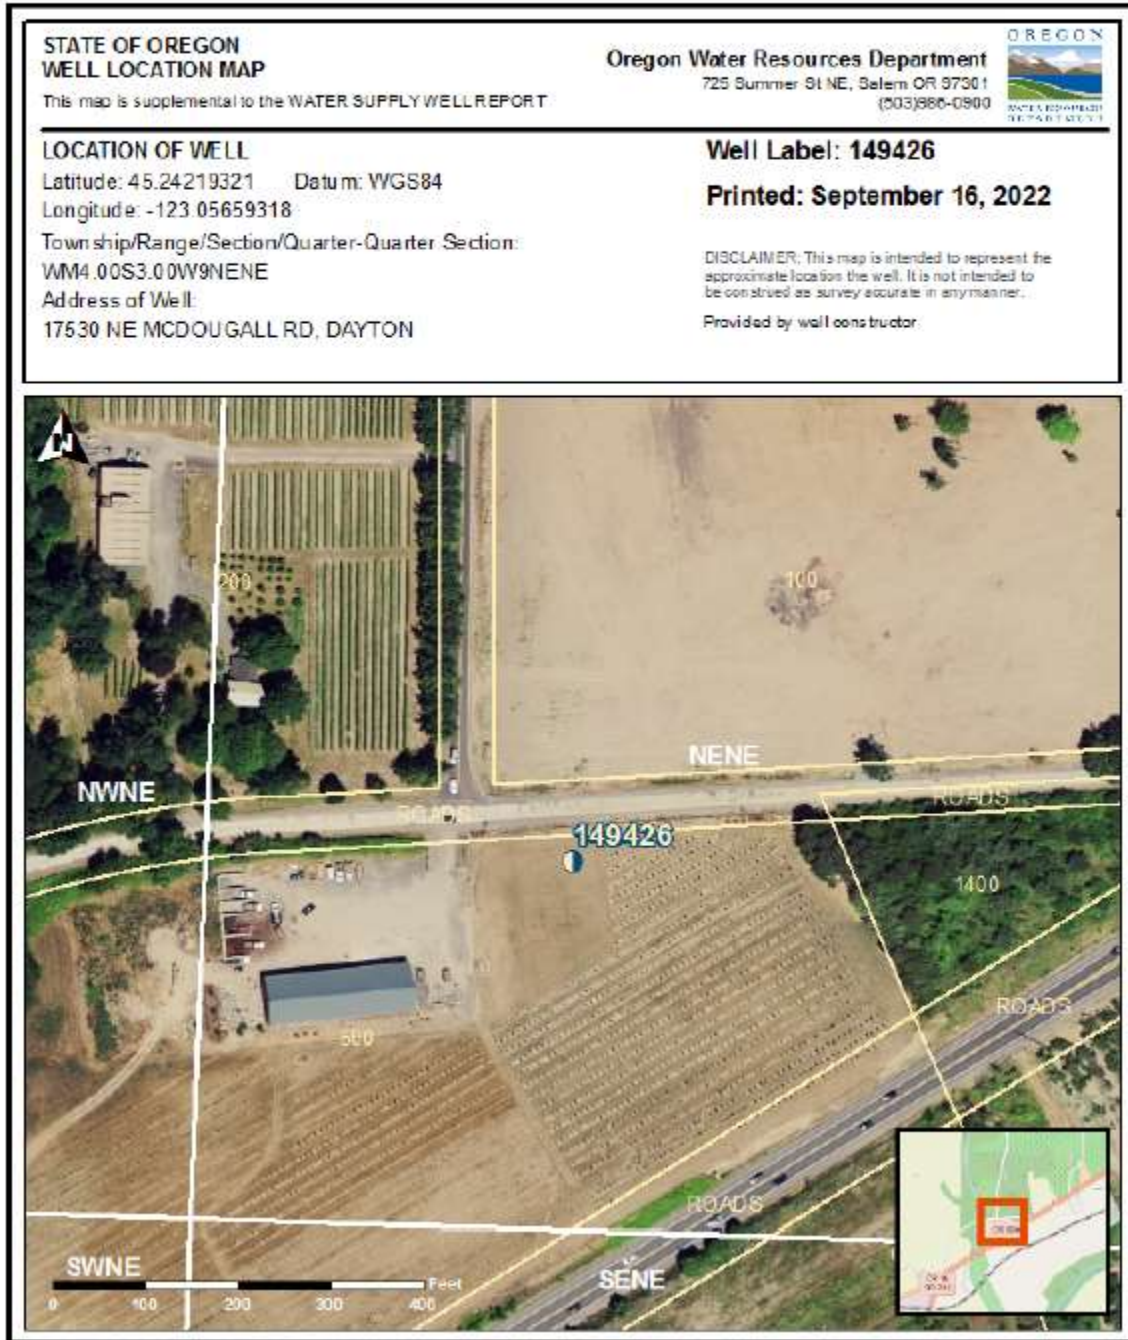 STATE OF OREGON
WELL LOCATION MAP
This map is supplemental to the WATER SUPPLY WELL REPORT
Oregon Water Resources Department
725 Summer St NE, Salem OR 97301
(503)986-0900
OREGON
LOCATION OF WELL
Latitude: 45.24219321 Datum: WGS84
Longitude: -123.05659318
Township/Range/Section/Quarter-Quarter Section:
WM4.00S3.00W9NENE
Address of Well:
17530 NE MCDOUGALL RD, DAYTON
Well Label: 149426
Printed: September 16, 2022
DISCLAIMER: This map is intended to represent the
approximate location the well. It is not intended to
be construed as survey accurate in any manner.
Provided by well constructor
N
200
100
NENE
NWNE
ROADS
ROADS
149426
1400
ROADS
500
ROADS
SWNE
SENE
Feet
0 100 200 300 400